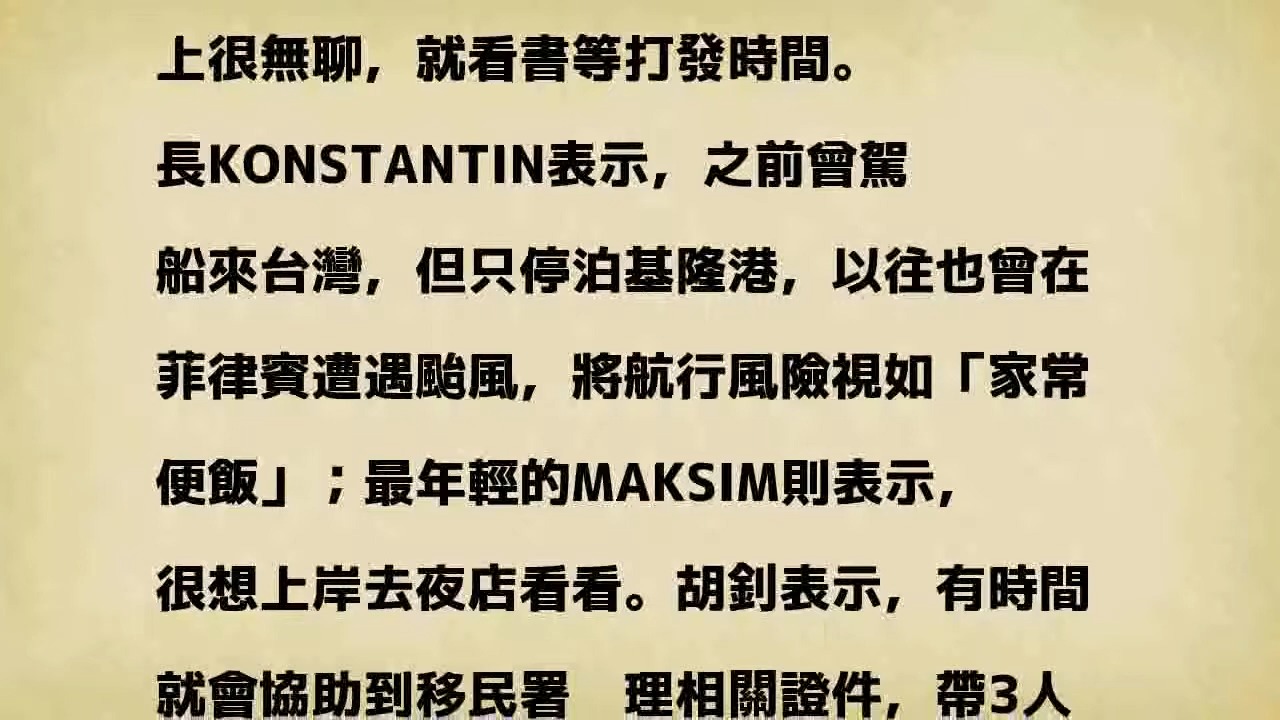 上很無聊，就看書等打發時間。
長KONSTANTIN表示，之前曾駕
船來台灣，但只停泊基隆港，以往也曾在
菲律賓遭遇颱風，將航行風險視如「家常
便飯」；最年輕的MAKSIM則表示，
很想上岸去夜店看看。胡釗表示，有時間
就會協助到移民署　理相關證件，帶3人